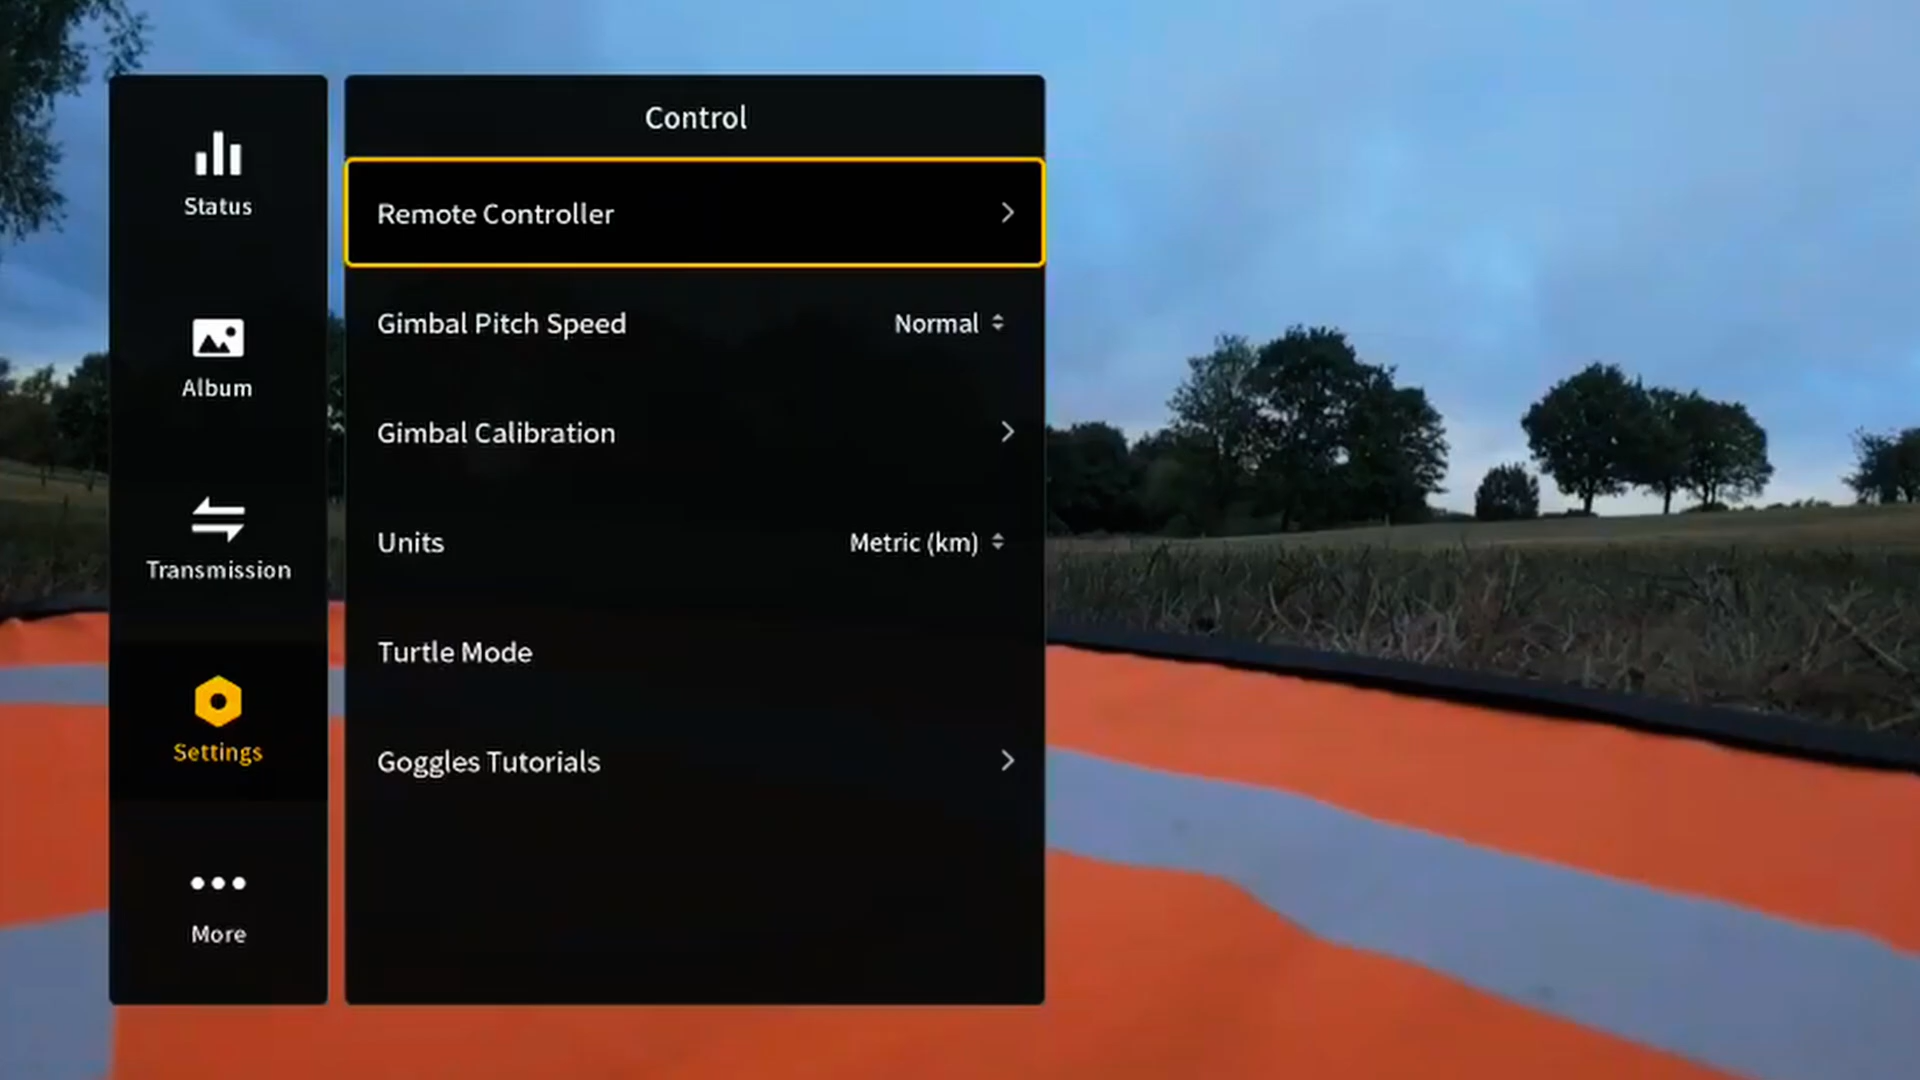 Status
Album
Transmission
Settings
More
Control
Remote Controller
Gimbal Pitch Speed Normal
Gimbal Calibration
Units Metric (km)
Turtle Mode
Goggles Tutorials